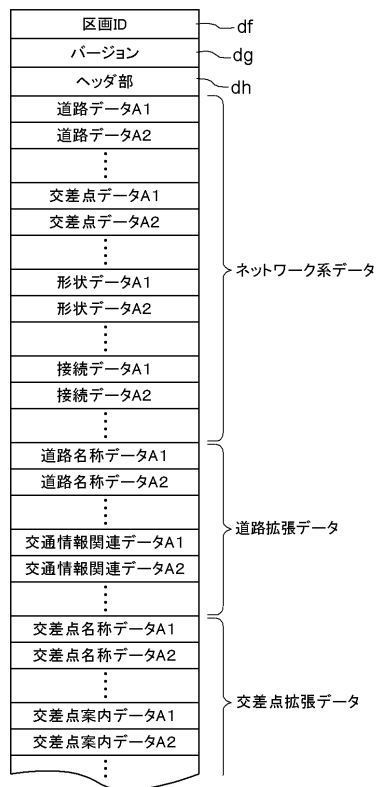 区画ID
df
バージョン
dg
ヘッダ部
dh
道路データA1
道路データA2
⋮
交差点データA1
交差点データA2
⋮
形状データA1
形状データA2
⋮
接続データA1
接続データA2
⋮
ネットワーク系データ
道路名称データA1
道路名称データA2
⋮
交通情報関連データA1
交通情報関連データA2
⋮
道路拡張データ
交差点名称データA1
交差点名称データA2
⋮
交差点案内データA1
交差点案内データA2
⋮
交差点拡張データ